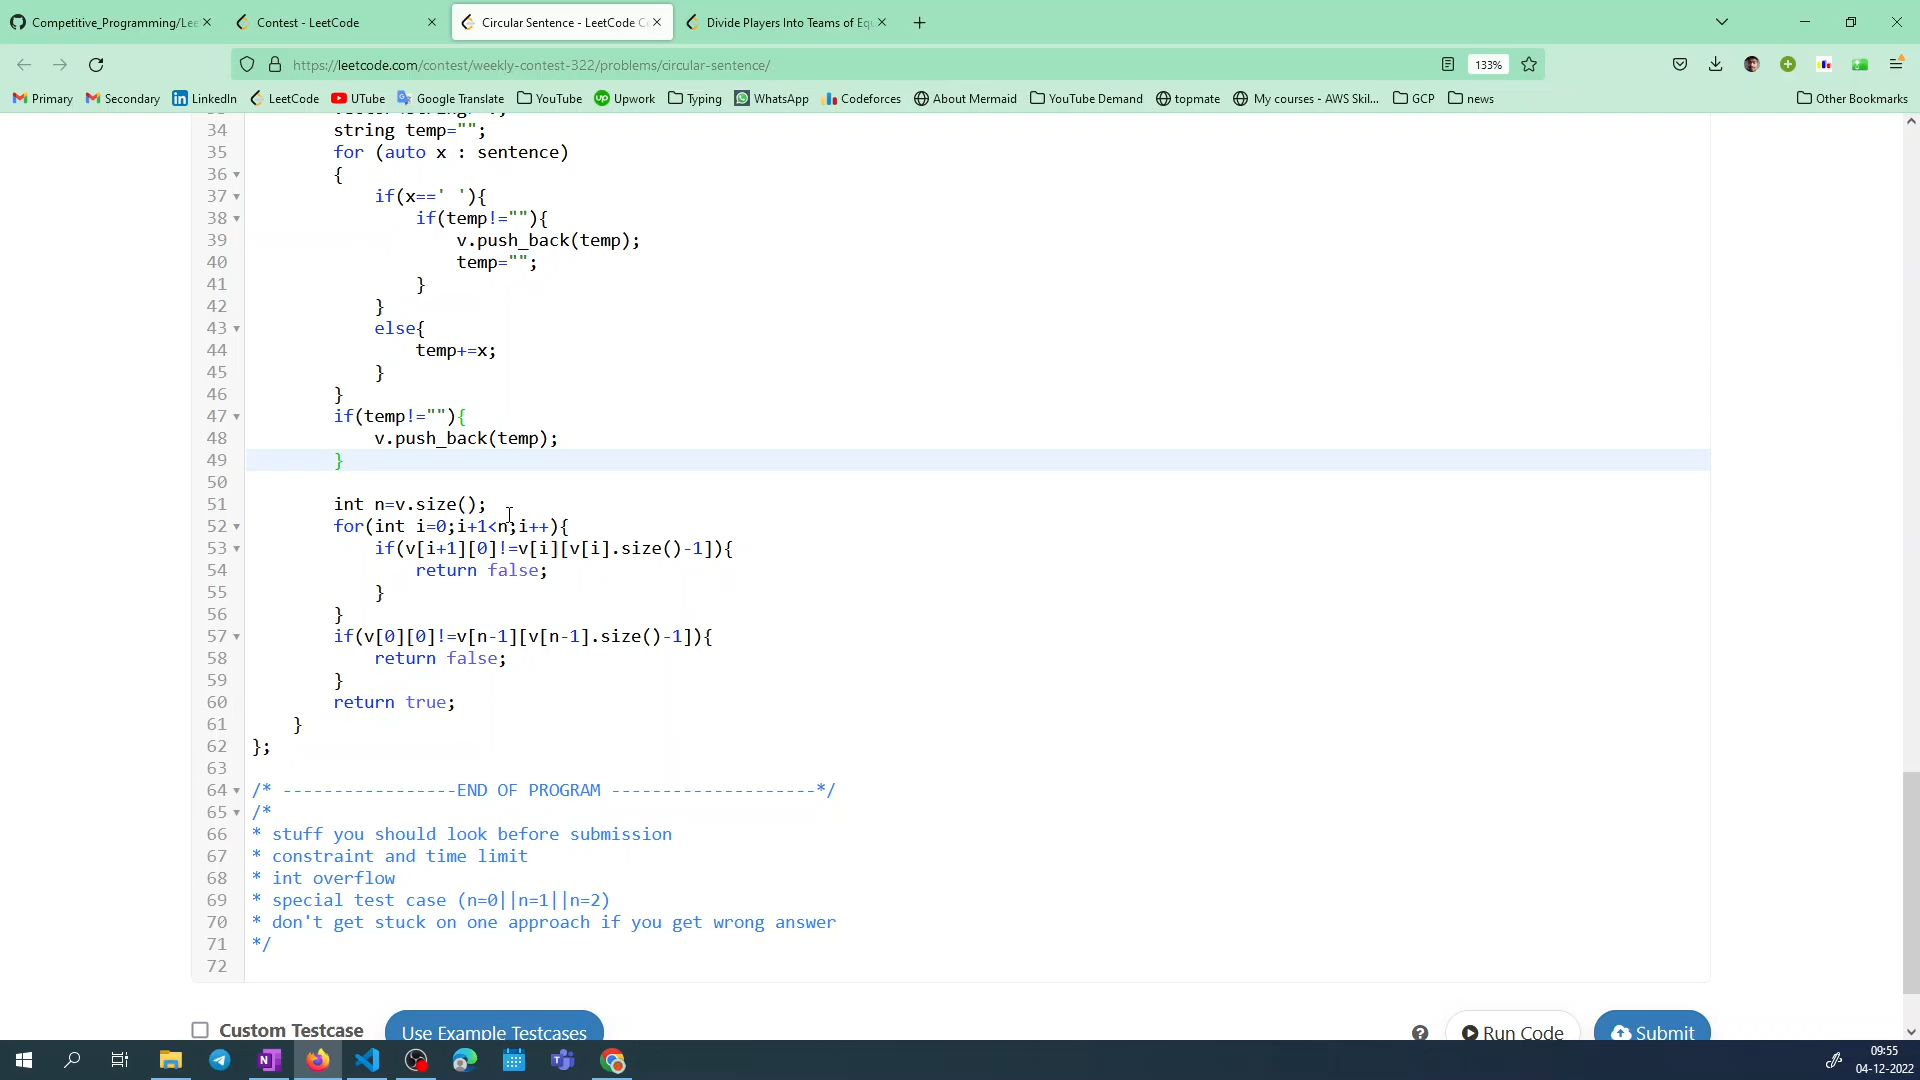 Competitive_Programming/Lee
Contest - LeetCode
Circular Sentence - LeetCode Co
Divide Players Into Teams of Equ
https://leetcode.com/contest/weekly-contest-322/problems/circular-sentence/
133%
Primary Secondary LinkedIn LeetCode UTube Google Translate YouTube Upwork Typing WhatsApp Codeforces About Mermaid YouTube Demand topmate My courses - AWS Skil... GCP news Other Bookmarks
34 string temp="";
35 for (auto x : sentence)
36 {
37 if(x==' '){
38 if(temp!=""){
39 v.push_back(temp);
40 temp="";
41 }
42 }
43 else{
44 temp+=x;
45 }
46 }
47 if(temp!=""){
48 v.push_back(temp);
49 }
50
51 int n=v.size();
52 for(int i=0;i+1<n;i++){
53 if(v[i+1][0]!=v[i][v[i].size()-1]){
54 return false;
55 }
56 }
57 if(v[0][0]!=v[n-1][v[n-1].size()-1]){
58 return false;
59 }
60 return true;
61 }
62 };
63
64 /* -----------------END OF PROGRAM --------------------*/
65 /*
66 * stuff you should look before submission
67 * constraint and time limit
68 * int overflow
69 * special test case (n=0||n=1||n=2)
70 * don't get stuck on one approach if you get wrong answer
71 */
72
Custom Testcase Use Example Testcases Run Code Submit
09:55
04-12-2022